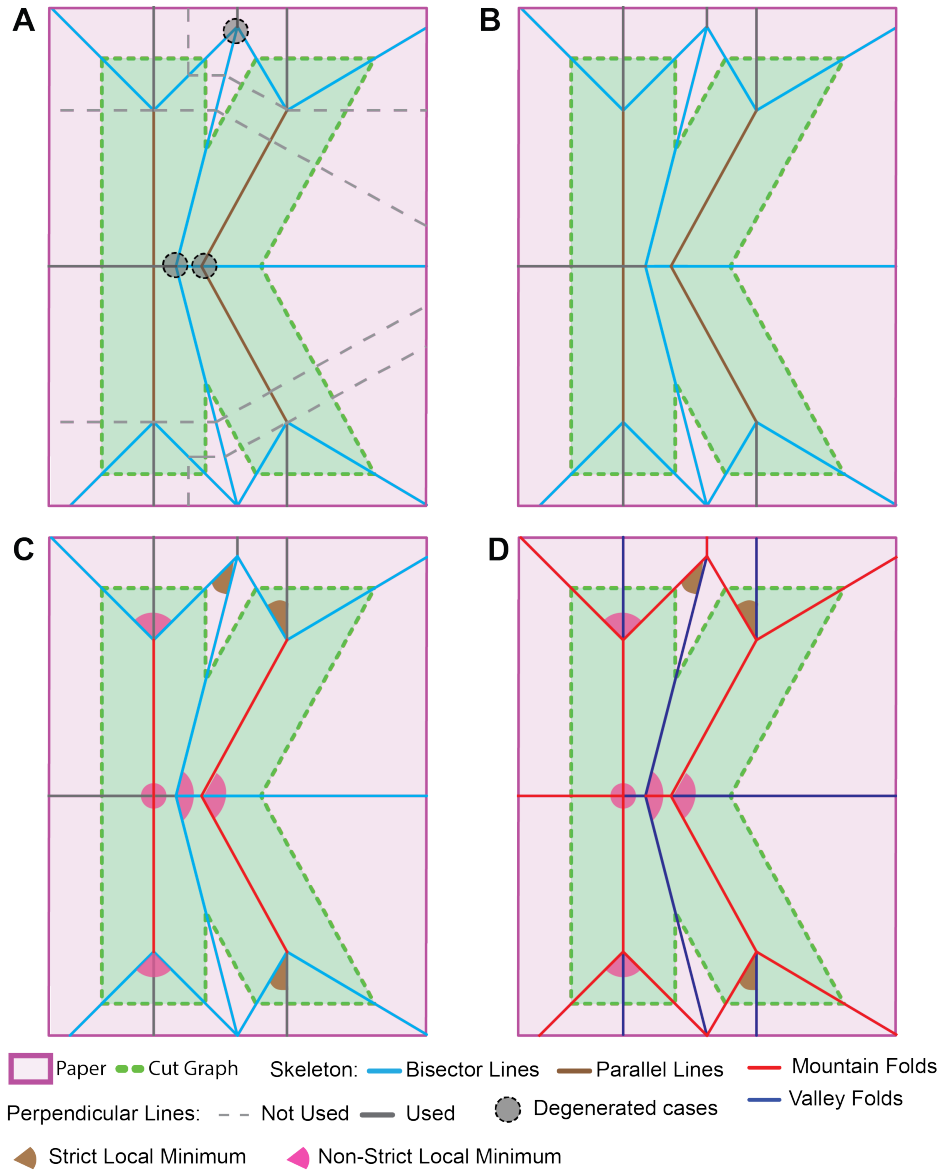 A B
C D
Paper Cut Graph Skeleton: Bisector Lines Parallel Lines Mountain Folds
Perpendicular Lines: Not Used Used Degenerated cases Valley Folds
Strict Local Minimum Non-Strict Local Minimum